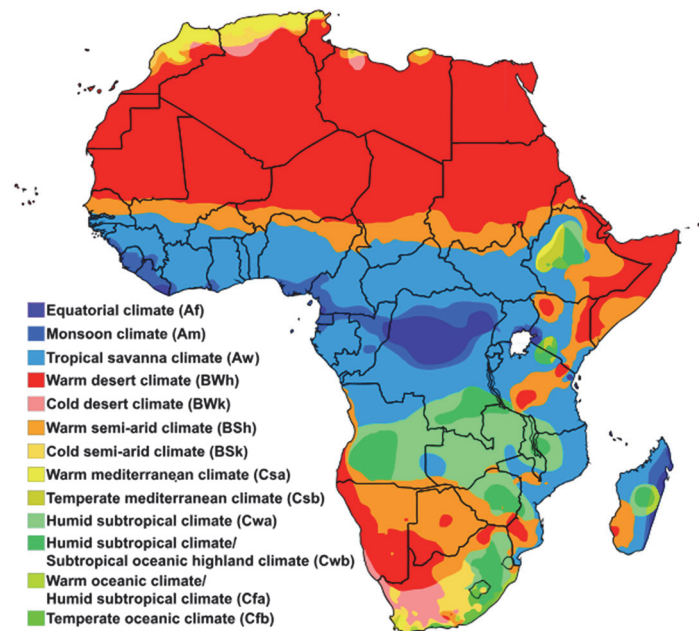 Equatorial climate (Af)
Monsoon climate (Am)
Tropical savanna climate (Aw)
Warm desert climate (BWh)
Cold desert climate (BWk)
Warm semi-arid climate (BSh)
Cold semi-arid climate (BSk)
Warm mediterranean climate (Csa)
Temperate mediterranean climate (Csb)
Humid subtropical climate (Cwa)
Humid subtropical climate/
Subtropical oceanic highland climate (Cwb)
Warm oceanic climate/
Humid subtropical climate (Cfa)
Temperate oceanic climate (Cfb)